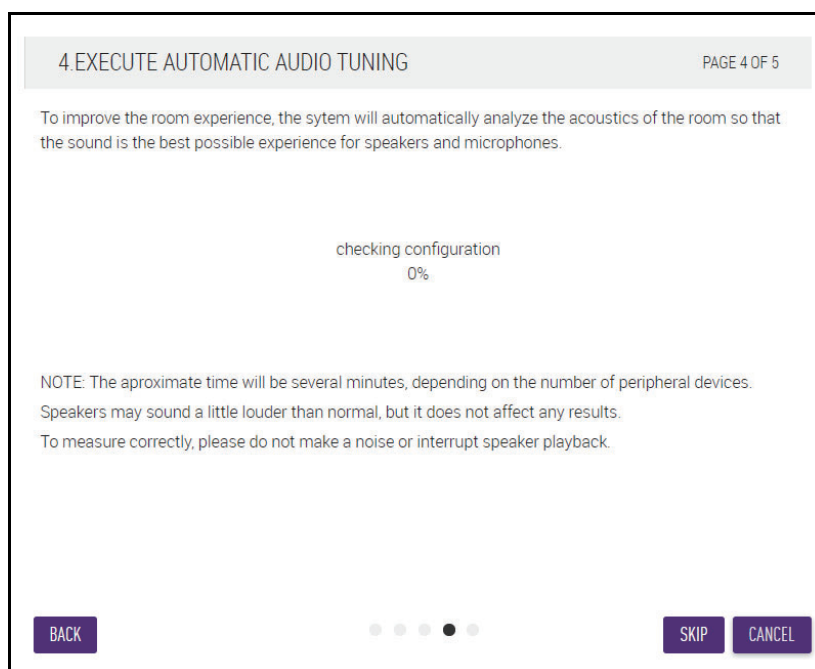 4.EXECUTE AUTOMATIC AUDIO TUNING PAGE 4 OF 5
To improve the room experience, the sytem will automatically analyze the acoustics of the room so that
the sound is the best possible experience for speakers and microphones.
checking configuration
0%
NOTE: The aproximate time will be several minutes, depending on the number of peripheral devices.
Speakers may sound a little louder than normal, but it does not affect any results.
To measure correctly, please do not make a noise or interrupt speaker playback.
BACK SKIP CANCEL